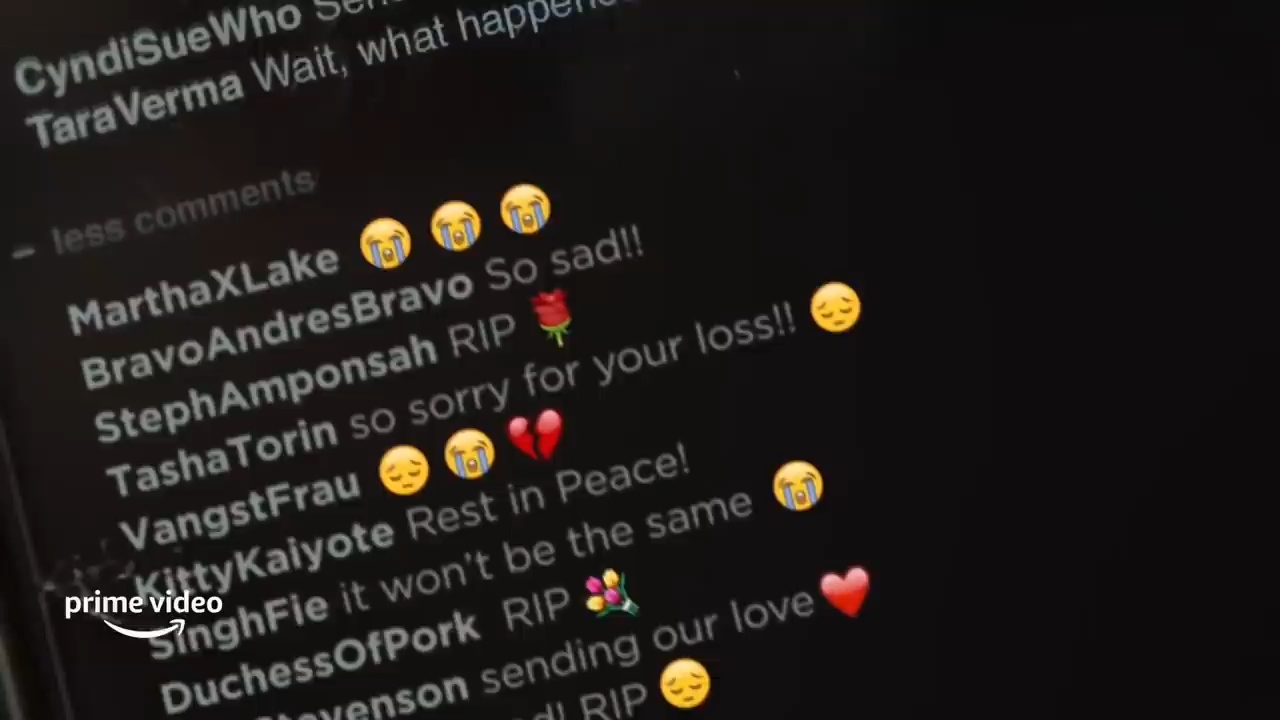 CyndiSueWho
TaraVerma Wait, what
– less comments
MarthaXLake 😭 😭 😭
BravoAndresBravo So sad!!
StephAmponsah RIP 🌹
TashaTorin so sorry for your loss!! 😔
VangstFrau 😔 😭 💔
KittyKaiyote Rest in Peace!
SinghFie it won't be the same 😭
DuchessOfPork RIP 💐
sending our love ❤️
RIP 😔
prime video